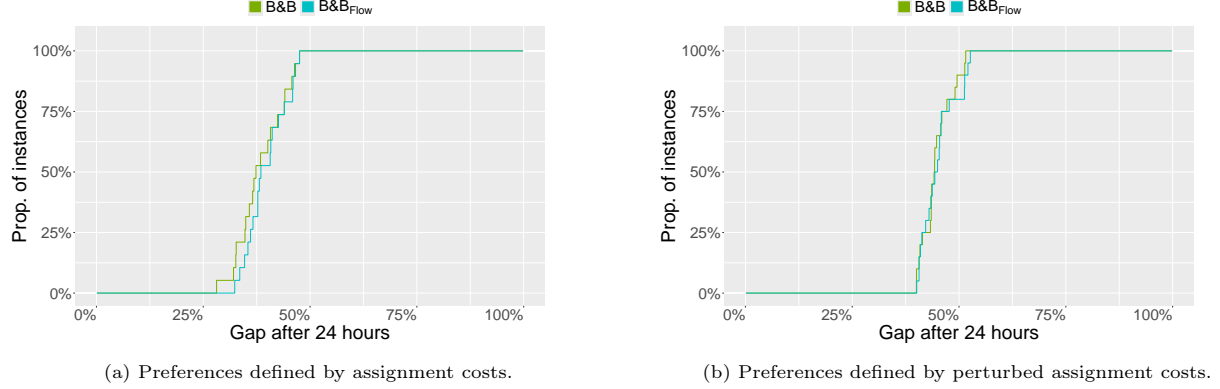 B&B B&B_Flow
100%
75%
50%
25%
0%
Prop. of instances
0% 25% 50% 75% 100%
Gap after 24 hours
(a) Preferences defined by assignment costs.
B&B B&B_Flow
100%
75%
50%
25%
0%
Prop. of instances
0% 25% 50% 75% 100%
Gap after 24 hours
(b) Preferences defined by perturbed assignment costs.